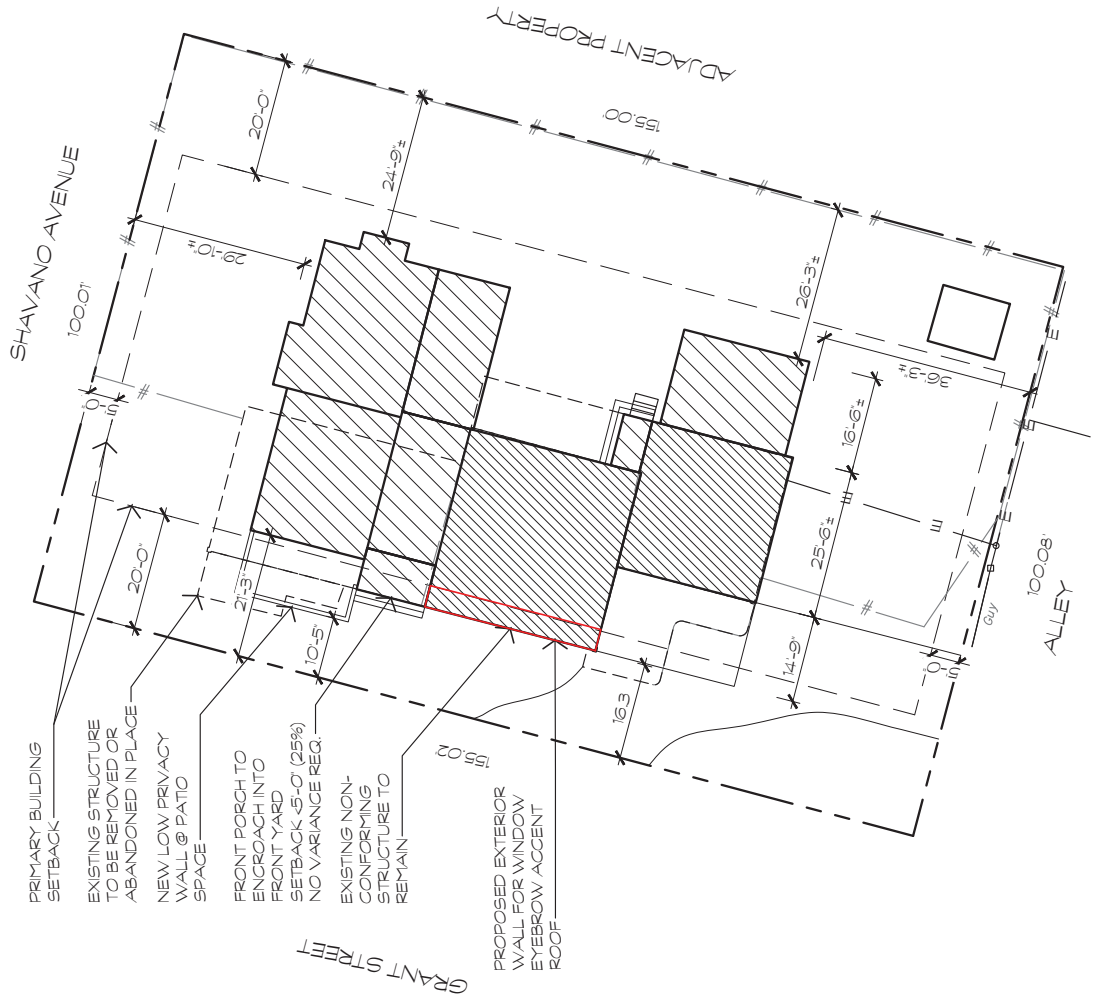 SHAVANO AVENUE
100.01'
ADJACENT PROPERTY
155.00'
20'-0"
24'-9"±
29'-10"±
26'-3"±
36'-3"±
16'-6"±
25'-6"±
14'-9"
16.3
5'-0"
5'-0"
20'-0"
21'-3"
10'-5"
155.02'
100.08'
ALLEY
Guy
E
E
E
E
E
E
GRANT STREET
PRIMARY BUILDING
SETBACK
EXISTING STRUCTURE
TO BE REMOVED OR
ABANDONED IN PLACE
NEW LOW PRIVACY
WALL @ PATIO
SPACE
FRONT PORCH TO
ENCROACH INTO
FRONT YARD
SETBACK <5'-0" (25%)
NO VARIANCE REQ.
EXISTING NON-
CONFORMING
STRUCTURE TO
REMAIN
PROPOSED EXTERIOR
WALL FOR WINDOW
EYEBROW ACCENT
ROOF